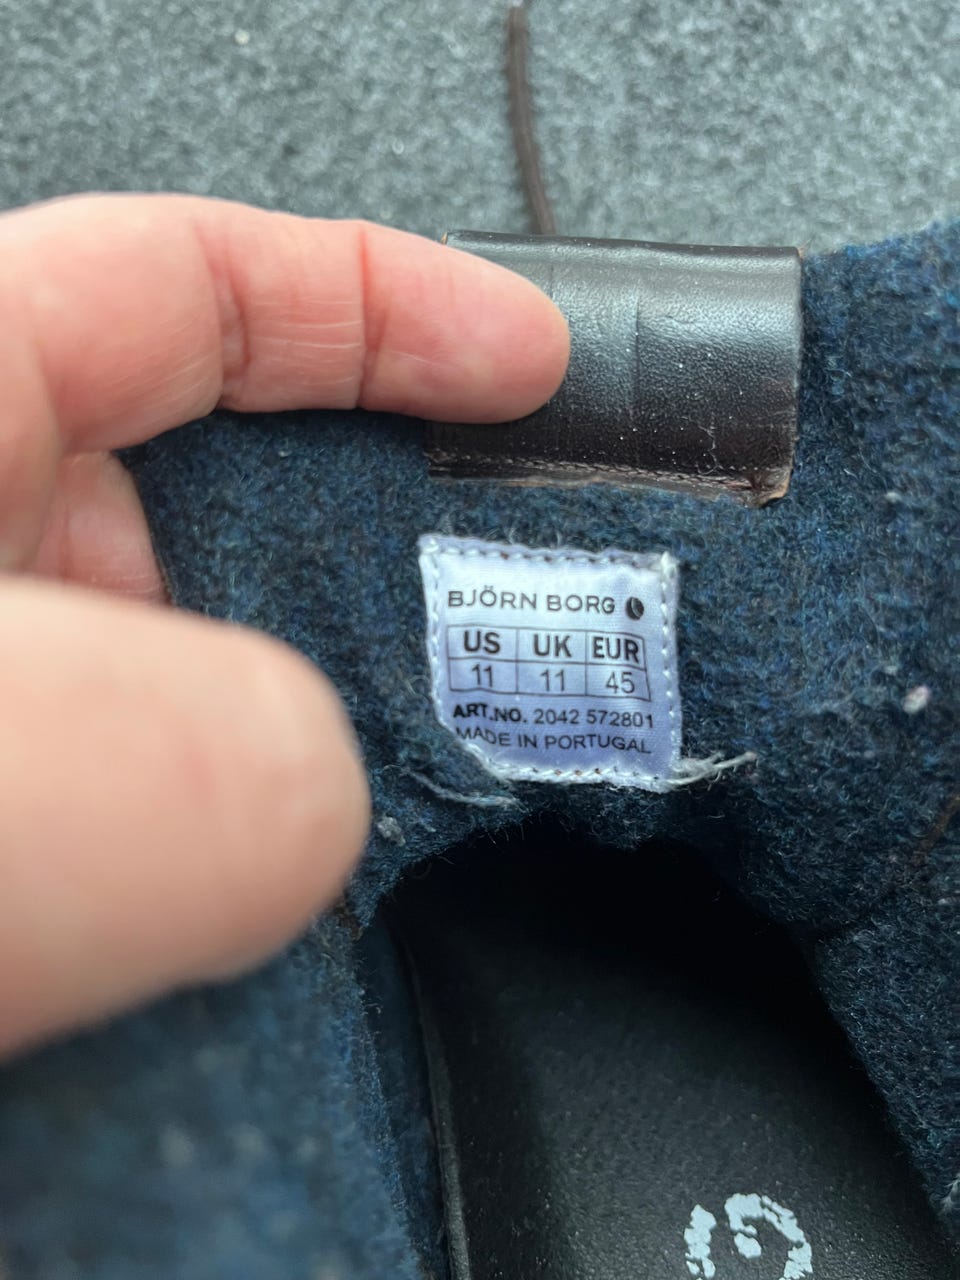 BJÖRN BORG
US UK EUR
11 11 45
ART.NO. 2042 572801
MADE IN PORTUGAL